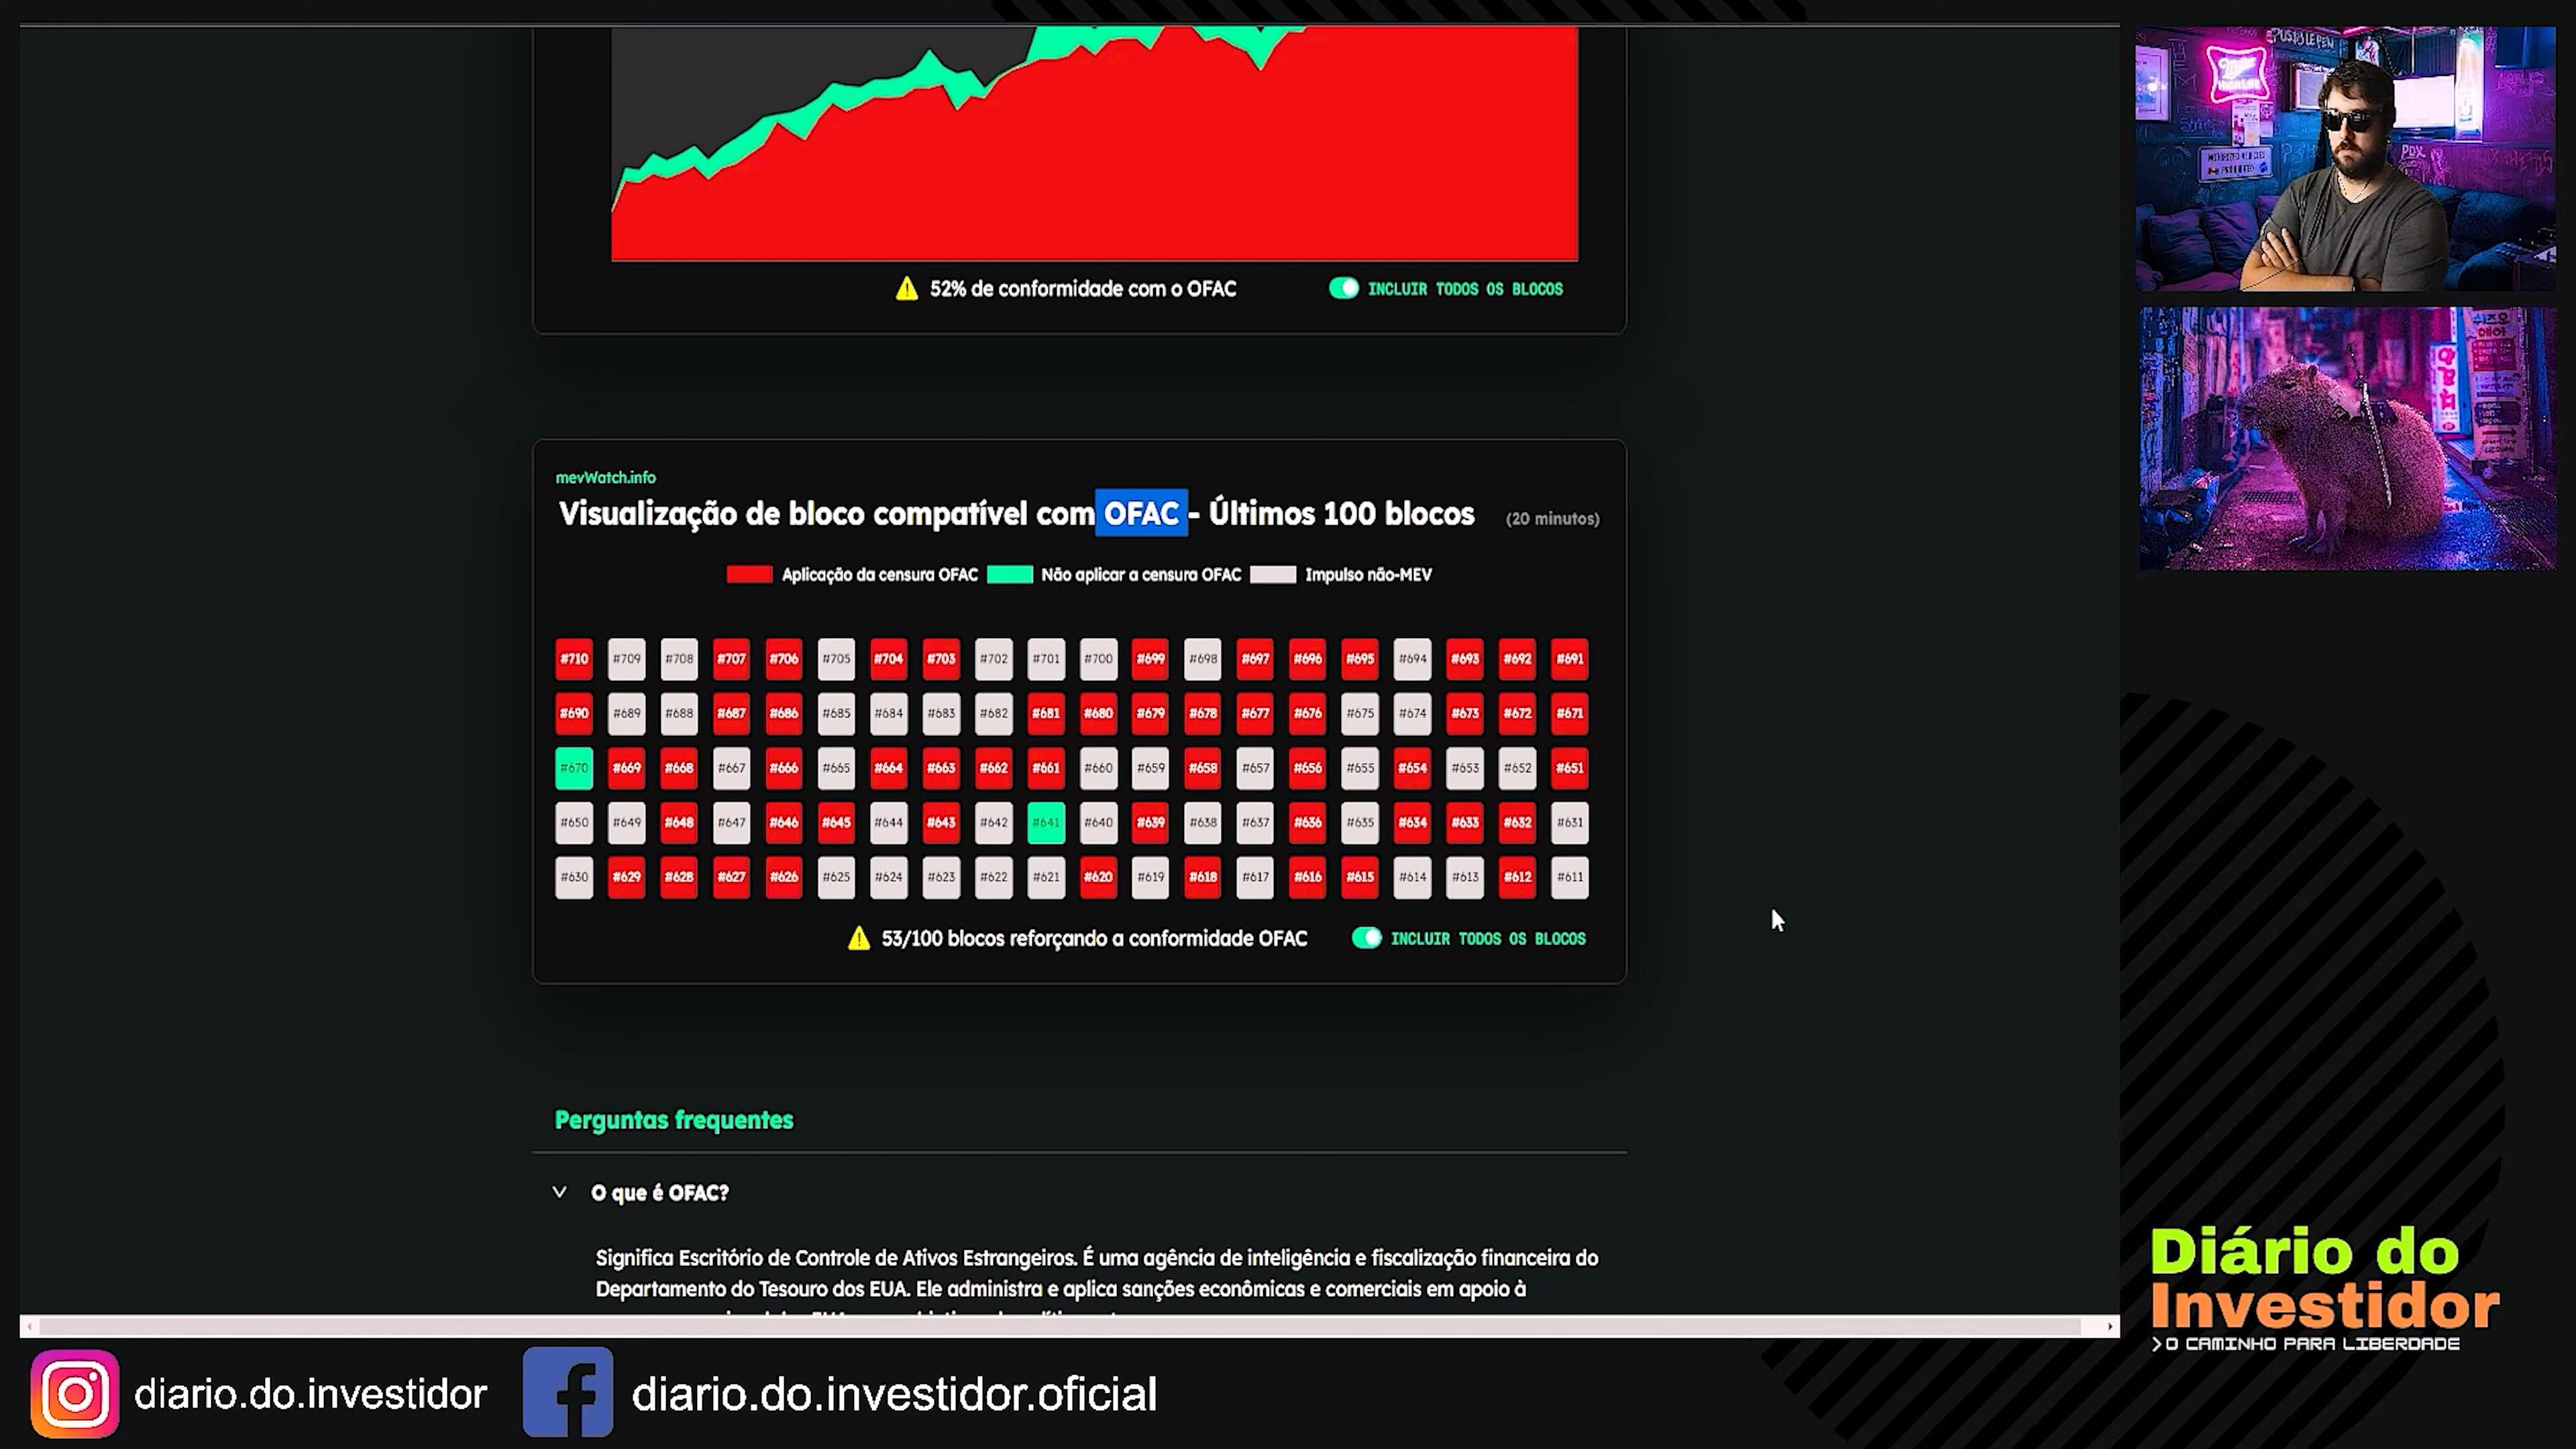 52% de conformidade com o OFAC
INCLUIR TODOS OS BLOCOS
mevWatch.info
Visualização de bloco compatível com OFAC - Últimos 100 blocos (20 minutos)
Aplicação da censura OFAC Não aplicar a censura OFAC Impulso não-MEV
#710 #709 #708 #707 #706 #705 #704 #703 #702 #701 #700 #699 #698 #697 #696 #695 #694 #693 #692 #691
#690 #689 #688 #687 #686 #685 #684 #683 #682 #681 #680 #679 #678 #677 #676 #675 #674 #673 #672 #671
#670 #669 #668 #667 #666 #665 #664 #663 #662 #661 #660 #659 #658 #657 #656 #655 #654 #653 #652 #651
#650 #649 #648 #647 #646 #645 #644 #643 #642 #641 #640 #639 #638 #637 #636 #635 #634 #633 #632 #631
#630 #629 #628 #627 #626 #625 #624 #623 #622 #621 #620 #619 #618 #617 #616 #615 #614 #613 #612 #611
53/100 blocos reforçando a conformidade OFAC
INCLUIR TODOS OS BLOCOS
Perguntas frequentes
O que é OFAC?
Significa Escritório de Controle de Ativos Estrangeiros. É uma agência de inteligência e fiscalização financeira do
Departamento do Tesouro dos EUA. Ele administra e aplica sanções econômicas e comerciais em apoio à
Diário do
Investidor
>O CAMINHO PARA LIBERDADE
diario.do.investidor
diario.do.investidor.oficial